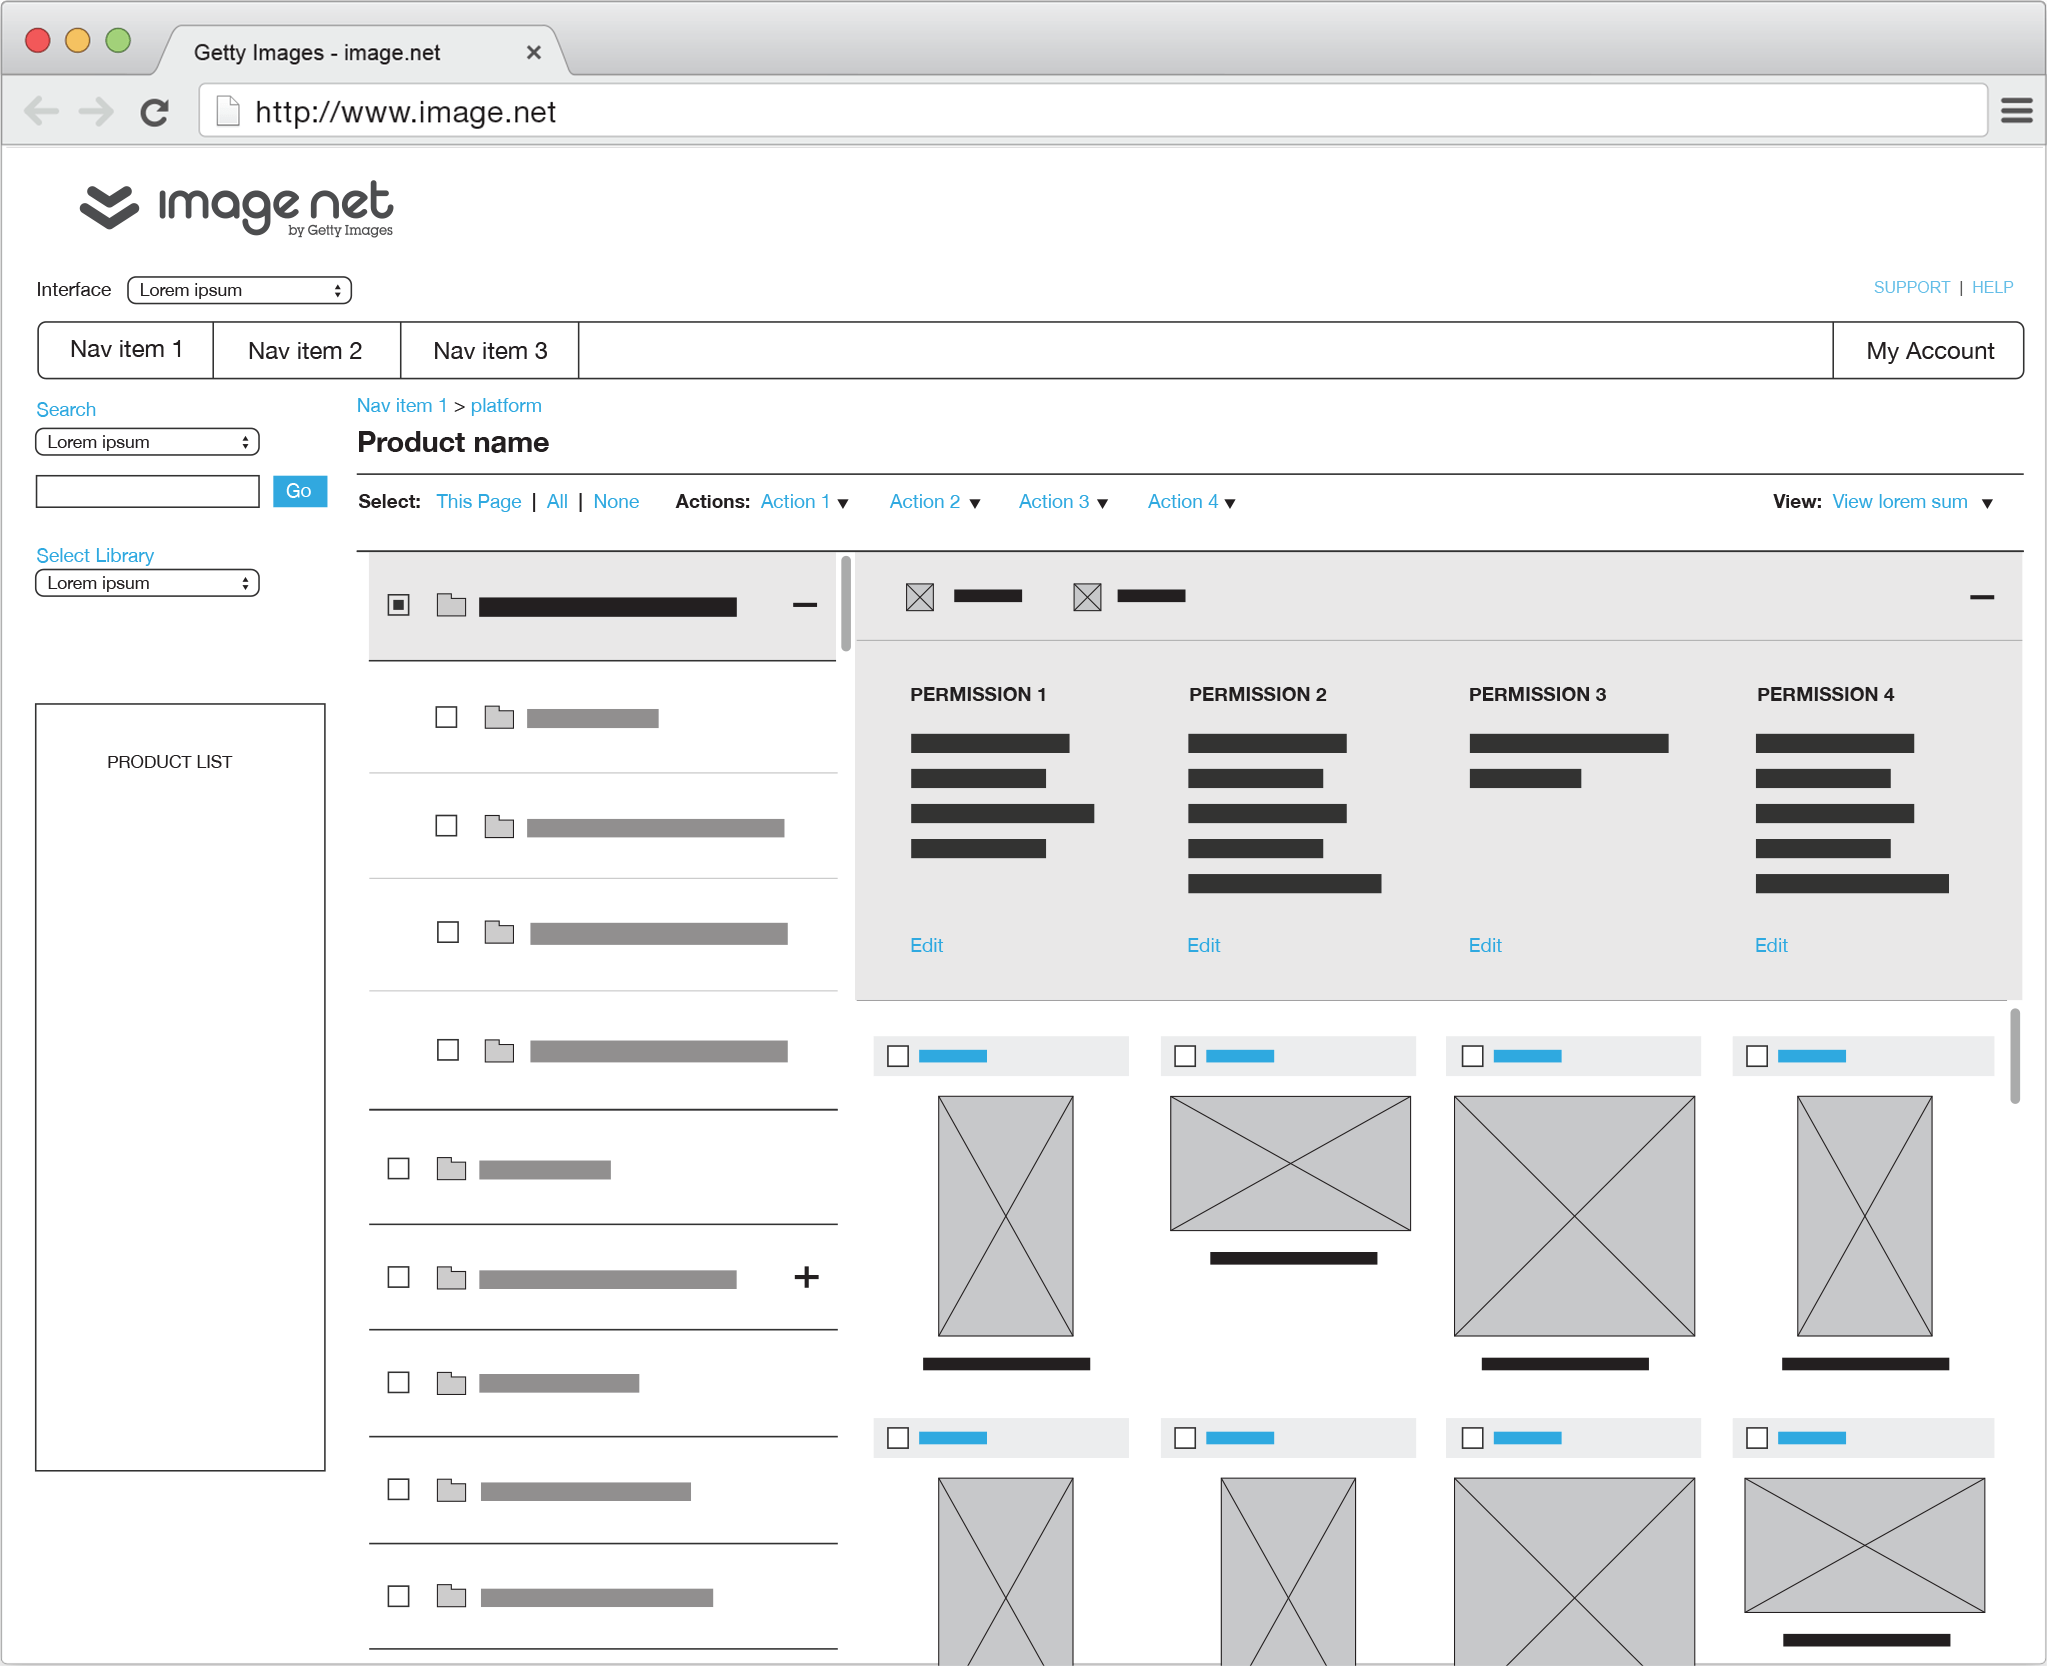 Getty Images - image.net
http://www.image.net
image net
by Getty Images
Interface Lorem ipsum
SUPPORT | HELP
Nav item 1 Nav item 2 Nav item 3 My Account
Search
Lorem ipsum
Go
Select Library
Lorem ipsum
PRODUCT LIST
Nav item 1 > platform
Product name
Select: This Page | All | None Actions: Action 1 Action 2 Action 3 Action 4 View: View lorem sum
PERMISSION 1 PERMISSION 2 PERMISSION 3 PERMISSION 4
Edit Edit Edit Edit